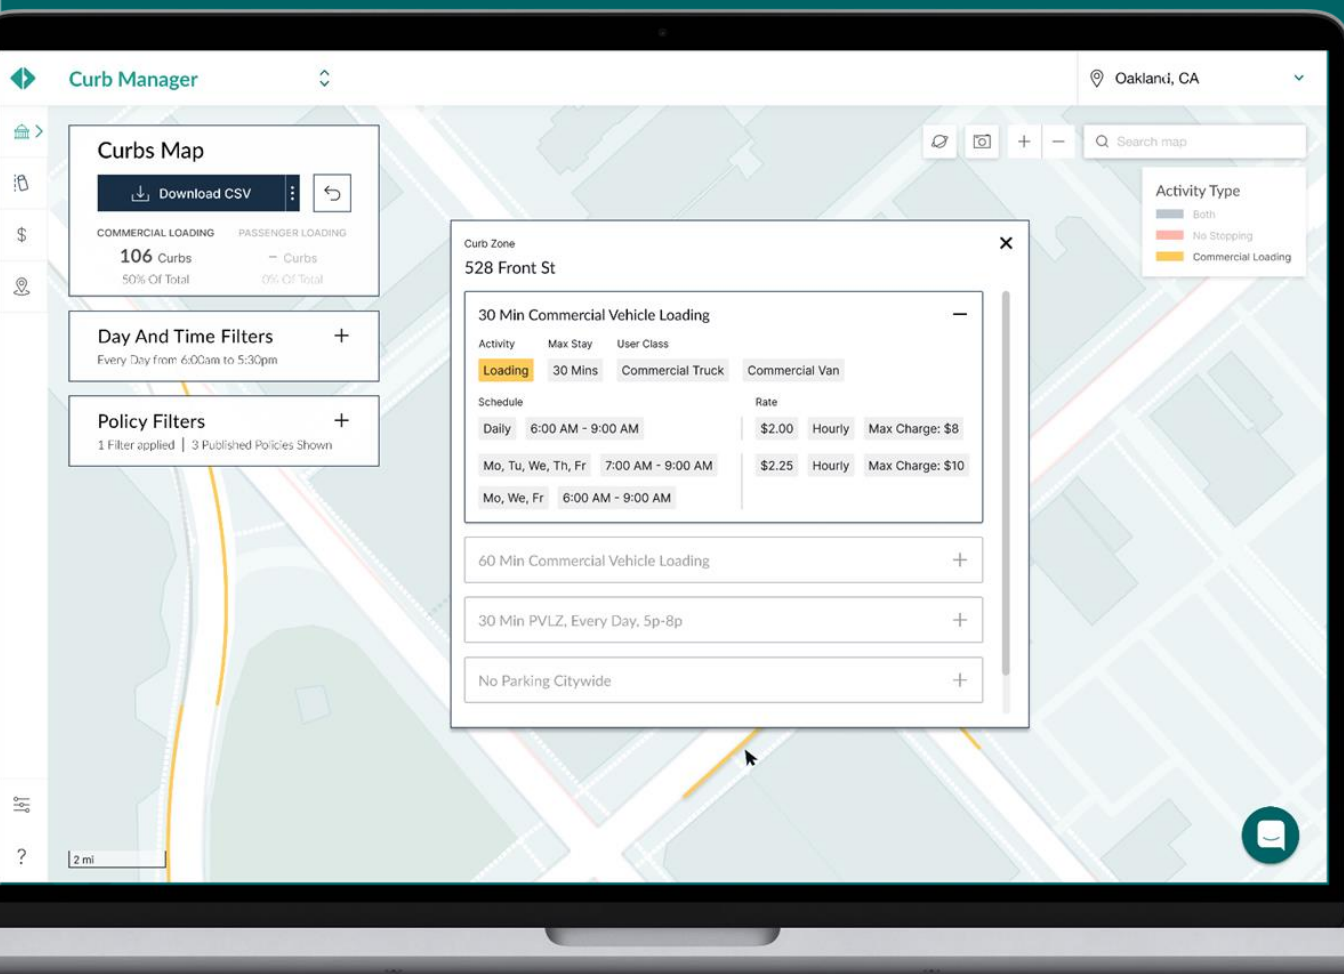 Curb Manager
Oakland, CA
Curbs Map
Download CSV
COMMERCIAL LOADING PASSENGER LOADING
106 Curbs – Curbs
50% Of Total 0% Of Total
Day And Time Filters
Every Day from 6:00am to 5:30pm
Policy Filters
1 Filter applied | 3 Published Policies Shown
Search map
Activity Type
Both
No Stopping
Commercial Loading
Curb Zone
528 Front St
30 Min Commercial Vehicle Loading
Activity Max Stay User Class
Loading 30 Mins Commercial Truck Commercial Van
Schedule Rate
Daily 6:00 AM - 9:00 AM $2.00 Hourly Max Charge: $8
Mo, Tu, We, Th, Fr 7:00 AM - 9:00 AM $2.25 Hourly Max Charge: $10
Mo, We, Fr 6:00 AM - 9:00 AM
60 Min Commercial Vehicle Loading
30 Min PVLZ, Every Day, 5p-8p
No Parking Citywide
2 mi